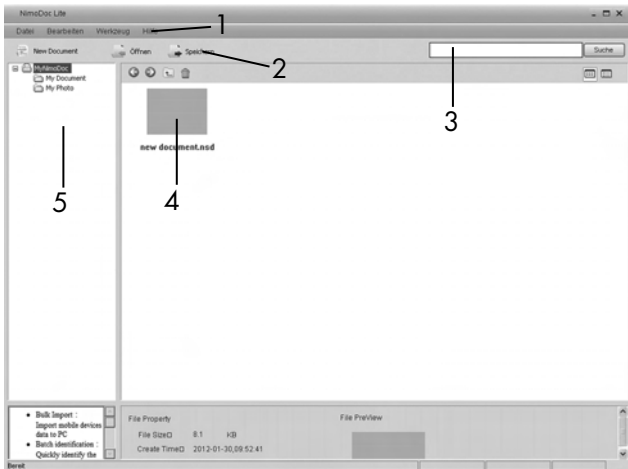 NimoDoc Lite
Datei Bearbeiten Werkzeug Hilfe 1
New Document Öffnen Speichern 2 3 Suche
MyNimoDoc
My Document
My Photo
new document.nsd
4
5
Bulk Import :
Import mobile devices
data to PC
Batch identification :
Quickly identify the
File Property File PreView
File Size 8.1 KB
Create Time 2012-01-30,09:52:41
Bereit